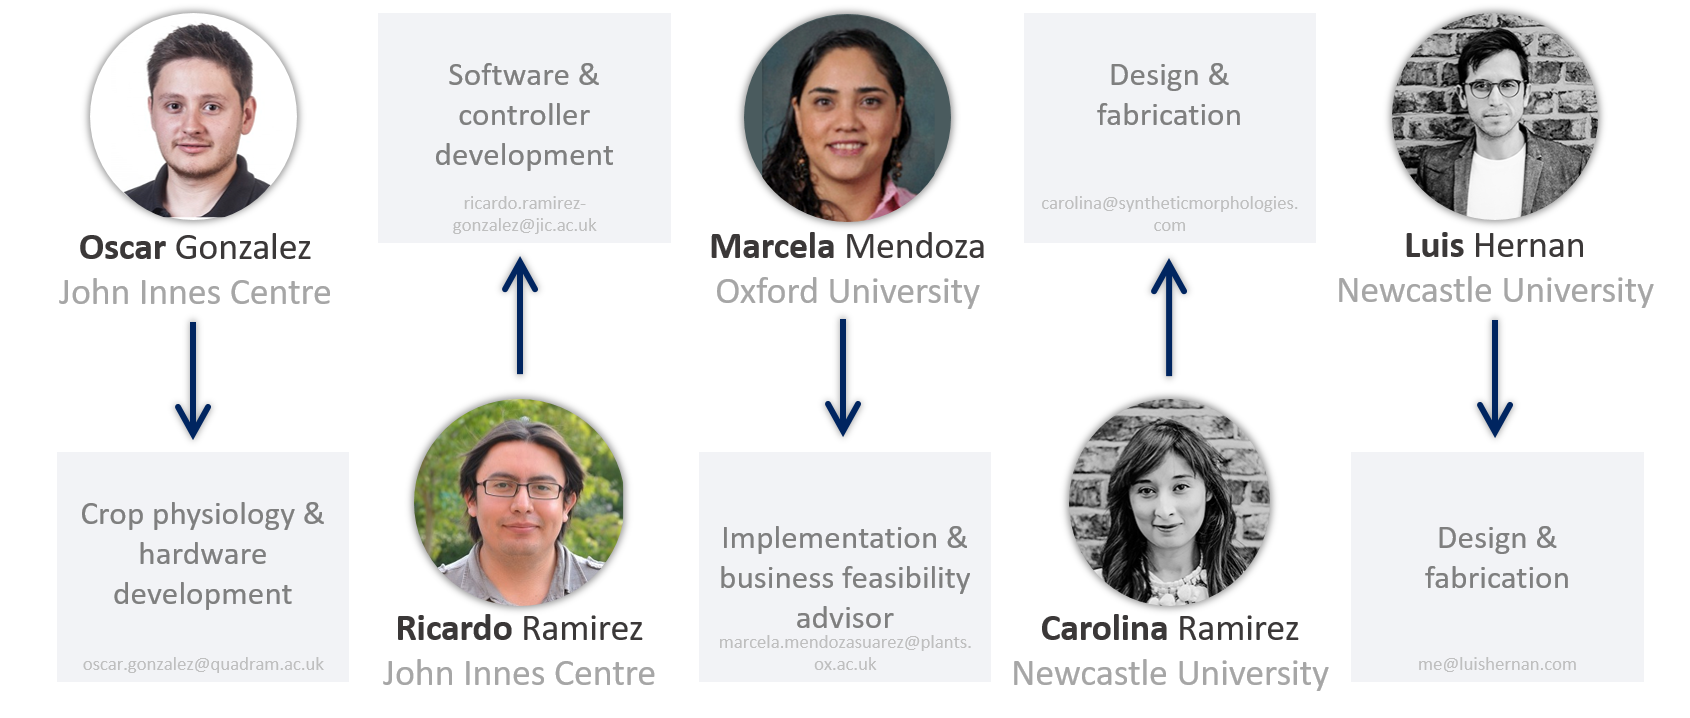 Oscar Gonzalez
John Innes Centre
Crop physiology &
hardware
development
oscar.gonzalez@quadram.ac.uk
Software &
controller
development
ricardo.ramirez-
gonzalez@jic.ac.uk
Ricardo Ramirez
John Innes Centre
Marcela Mendoza
Oxford University
Implementation &
business feasibility
advisor
marcela.mendozasuarez@plants.
ox.ac.uk
Design &
fabrication
carolina@syntheticmorphologies.
com
Carolina Ramirez
Newcastle University
Luis Hernan
Newcastle University
Design &
fabrication
me@luishernan.com